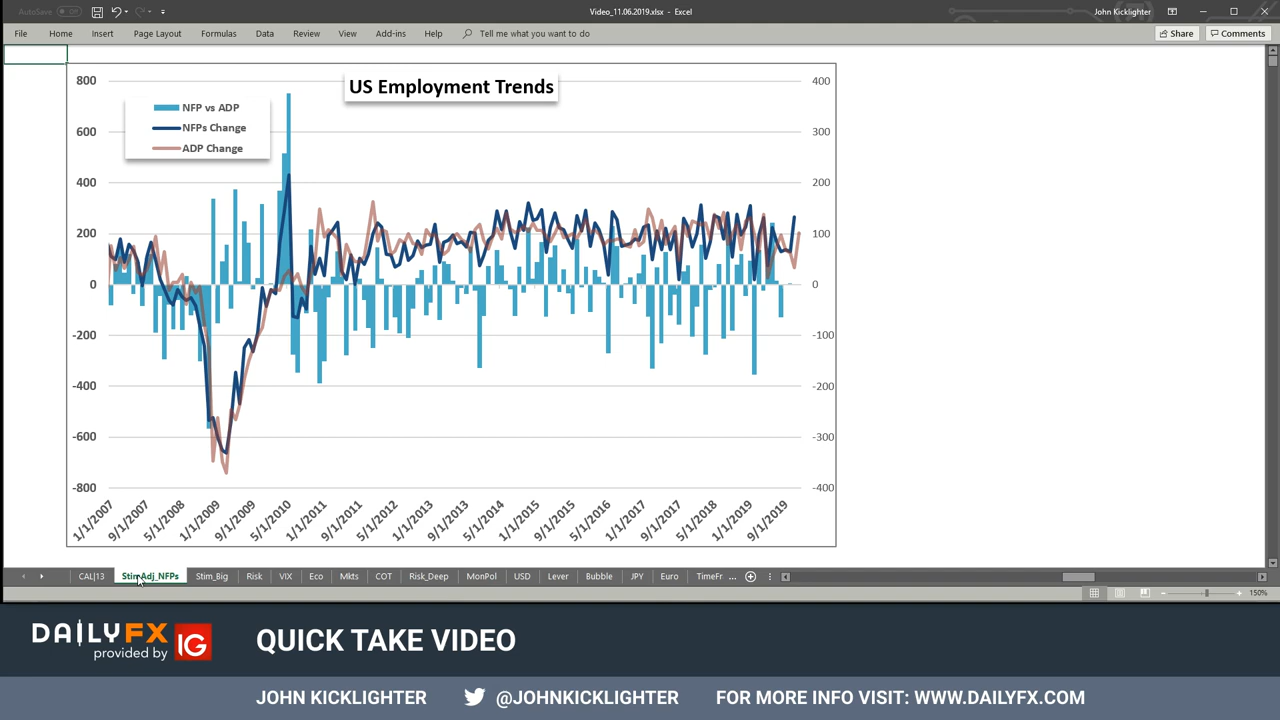 AutoSave Off Video_11.06.2019.xlsx - Excel John Kicklighter
File Home Insert Page Layout Formulas Data Review View Add-ins Help Tell me what you want to do Share Comments
US Employment Trends
NFP vs ADP
NFPs Change
ADP Change
800 400
600 300
400 200
200 100
0 0
-200 -100
-400 -200
-600 -300
-800 -400
1/1/2007 9/1/2007 5/1/2008 1/1/2009 9/1/2009 5/1/2010 1/1/2011 9/1/2011 5/1/2012 1/1/2013 9/1/2013 5/1/2014 1/1/2015 9/1/2015 5/1/2016 1/1/2017 9/1/2017 5/1/2018 1/1/2019 9/1/2019
CAL|13 StimAdj_NFPs Stim_Big Risk VIX Eco Mkts COT Risk_Deep MonPol USD Lever Bubble JPY Euro TimeFr ...
150%
DAILYFX
provided by IG
QUICK TAKE VIDEO
JOHN KICKLIGHTER @JOHNKICKLIGHTER FOR MORE INFO VISIT: WWW.DAILYFX.COM